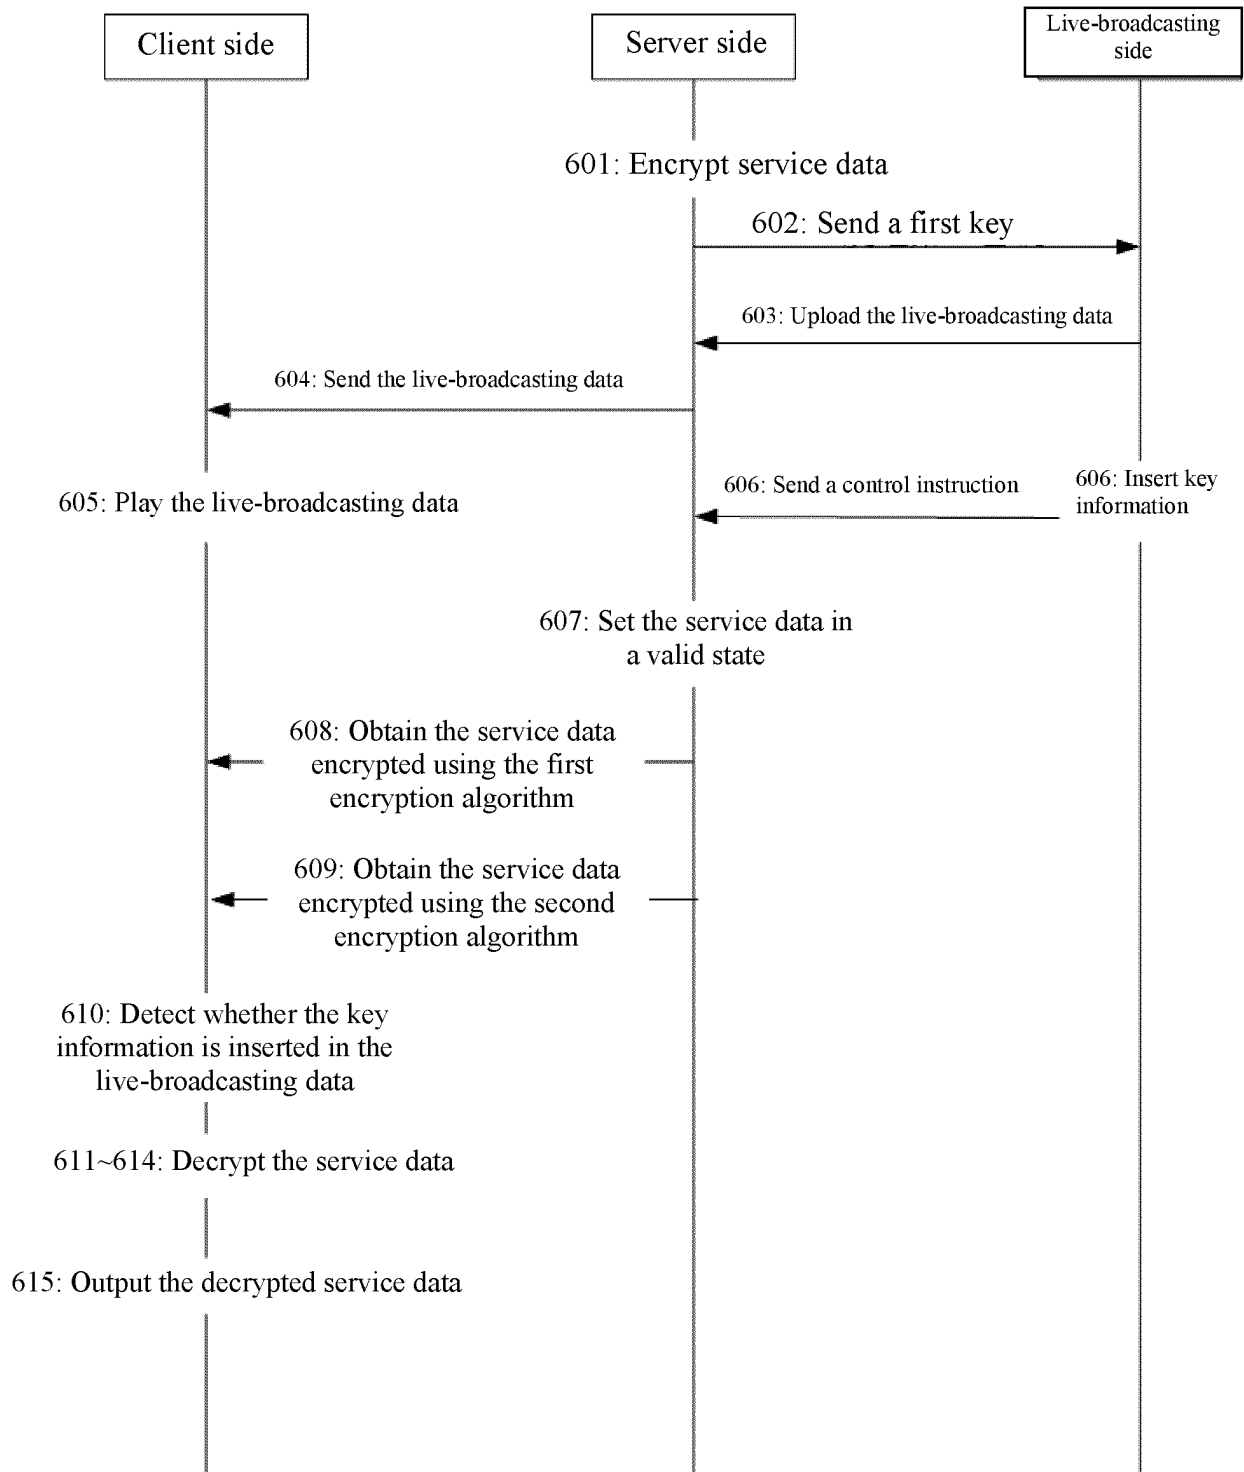 Client side
Server side
Live-broadcasting
side
601: Encrypt service data
602: Send a first key
603: Upload the live-broadcasting data
604: Send the live-broadcasting data
605: Play the live-broadcasting data
606: Send a control instruction
606: Insert key
information
607: Set the service data in
a valid state
608: Obtain the service data
encrypted using the first
encryption algorithm
609: Obtain the service data
encrypted using the second
encryption algorithm
610: Detect whether the key
information is inserted in the
live-broadcasting data
611~614: Decrypt the service data
615: Output the decrypted service data